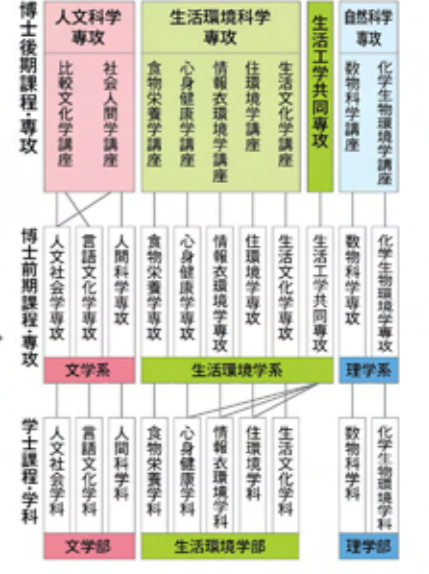 博士後期課程・専攻
人文科学
専攻
比較文化学講座
社会人間学講座
生活環境科学
専攻
食物栄養学講座
心身健康学講座
情報衣環境学講座
住環境学講座
生活文化学講座
生活工学共同専攻
自然科学
専攻
数物科学講座
化学生物環境学講座
博士前期課程・専攻
人文社会学専攻
言語文化学専攻
人間科学専攻
食物栄養学専攻
心身健康学専攻
情報衣環境学専攻
住環境学専攻
生活文化学専攻
生活工学共同専攻
数物科学専攻
化学生物環境学専攻
文学系
生活環境学系
理学系
学士課程・学科
人文社会学科
言語文化学科
人間科学科
食物栄養学科
心身健康学科
情報衣環境学科
住環境学科
生活文化学科
数物科学科
化学生物環境学科
文学部
生活環境学部
理学部